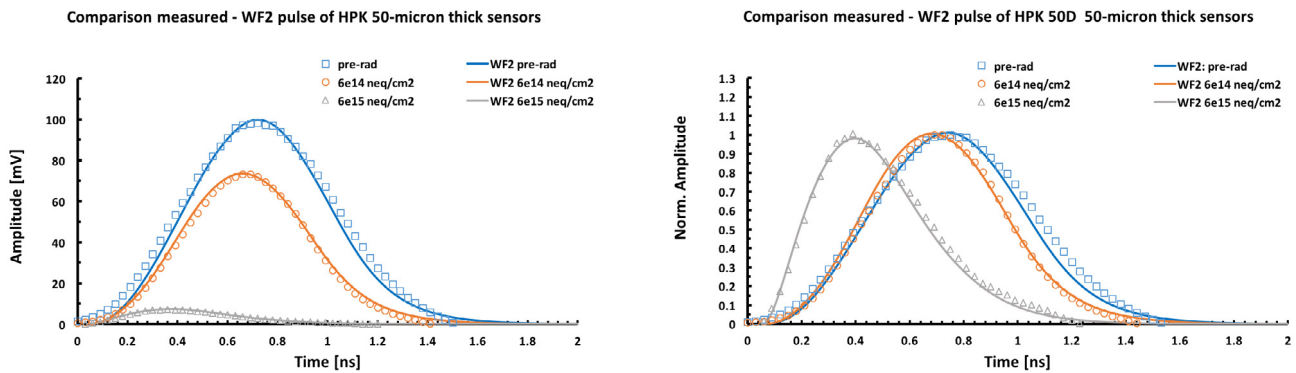 Comparison measured - WF2 pulse of HPK 50-micron thick sensors
pre-rad
WF2 pre-rad
6e14 neq/cm2
WF2 6e14 neq/cm2
6e15 neq/cm2
WF2 6e15 neq/cm2
120
100
80
60
40
20
0
Amplitude [mV]
0 0.2 0.4 0.6 0.8 1 1.2 1.4 1.6 1.8 2
Time [ns]
Comparison measured - WF2 pulse of HPK 50D 50-micron thick sensors
pre-rad
WF2: pre-rad
6e14 neq/cm2
WF2 6e14 neq/cm2
6e15 neq/cm2
WF2 6e15 neq/cm2
1.3
1.2
1.1
1
0.9
0.8
0.7
0.6
0.5
0.4
0.3
0.2
0.1
0
Norm. Amplitude
0 0.2 0.4 0.6 0.8 1 1.2 1.4 1.6 1.8 2
Time [ns]